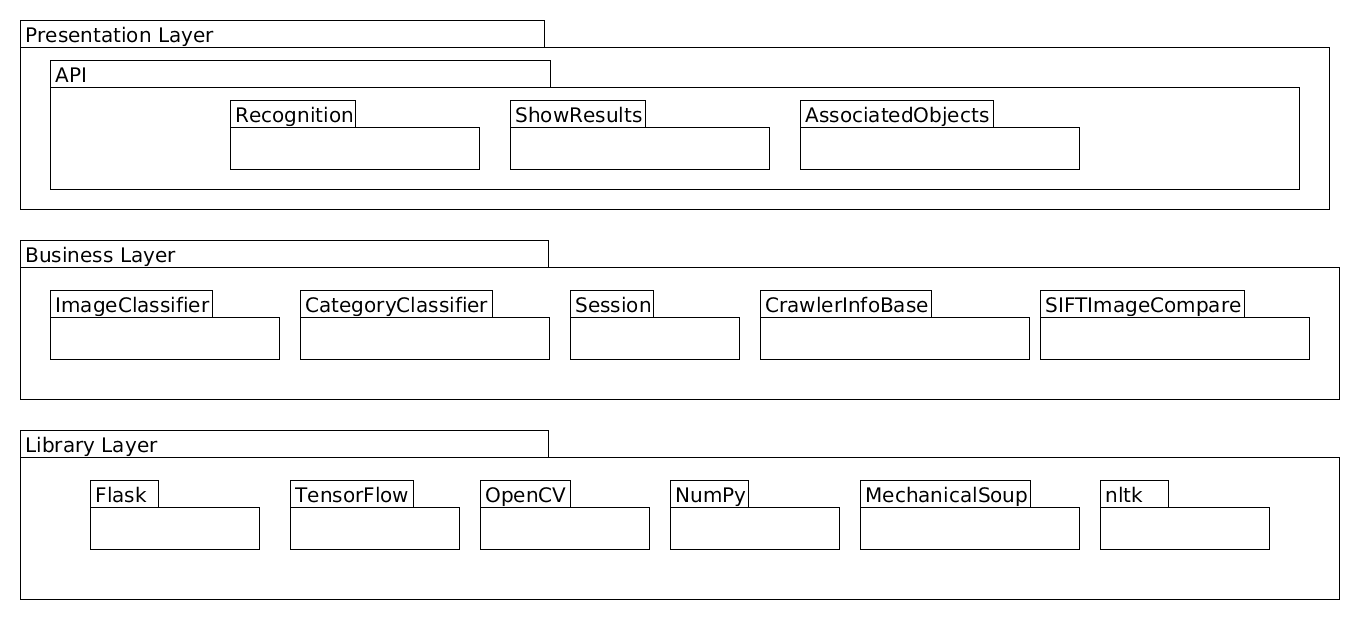 Presentation Layer
API
Recognition
ShowResults
AssociatedObjects
Business Layer
ImageClassifier
CategoryClassifier
Session
CrawlerInfoBase
SIFTImageCompare
Library Layer
Flask
TensorFlow
OpenCV
NumPy
MechanicalSoup
nltk